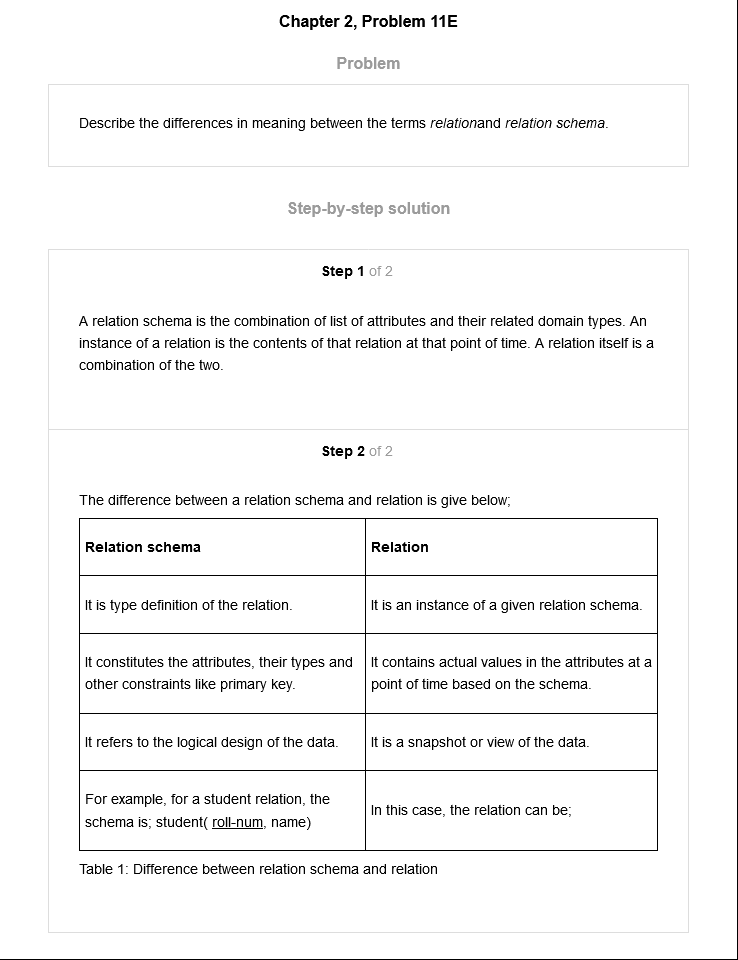 Chapter 2, Problem 11E
Problem
Describe the differences in meaning between the terms relationand relation schema.
Step-by-step solution
Step 1 of 2
A relation schema is the combination of list of attributes and their related domain types. An
instance of a relation is the contents of that relation at that point of time. A relation itself is a
combination of the two.
Step 2 of 2
The difference between a relation schema and relation is give below;
Relation schema
Relation
It is type definition of the relation.
It is an instance of a given relation schema.
It constitutes the attributes, their types and
other constraints like primary key.
It contains actual values in the attributes at a
point of time based on the schema.
It refers to the logical design of the data.
It is a snapshot or view of the data.
For example, for a student relation, the
schema is; student( roll-num, name)
In this case, the relation can be;
Table 1: Difference between relation schema and relation